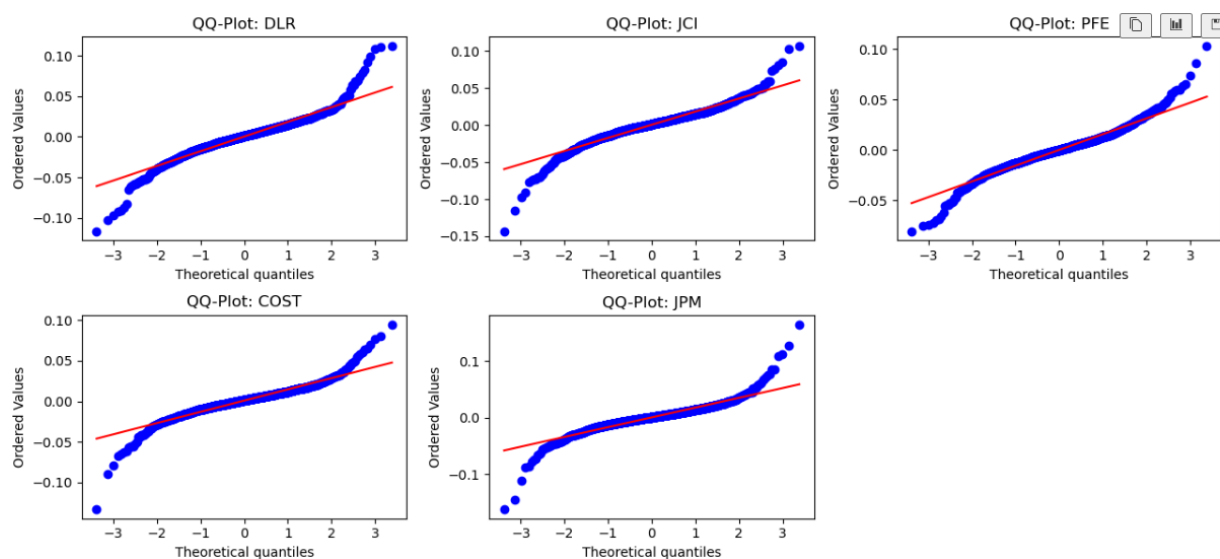 QQ-Plot: DLR
0.10
0.05
0.00
−0.05
−0.10
Ordered Values
−3 −2 −1 0 1 2 3
Theoretical quantiles
QQ-Plot: JCI
0.10
0.05
0.00
−0.05
−0.10
−0.15
Ordered Values
−3 −2 −1 0 1 2 3
Theoretical quantiles
QQ-Plot: PFE
0.10
0.05
0.00
−0.05
Ordered Values
−3 −2 −1 0 1 2 3
Theoretical quantiles
QQ-Plot: COST
0.10
0.05
0.00
−0.05
−0.10
Ordered Values
−3 −2 −1 0 1 2 3
Theoretical quantiles
QQ-Plot: JPM
0.1
0.0
−0.1
Ordered Values
−3 −2 −1 0 1 2 3
Theoretical quantiles